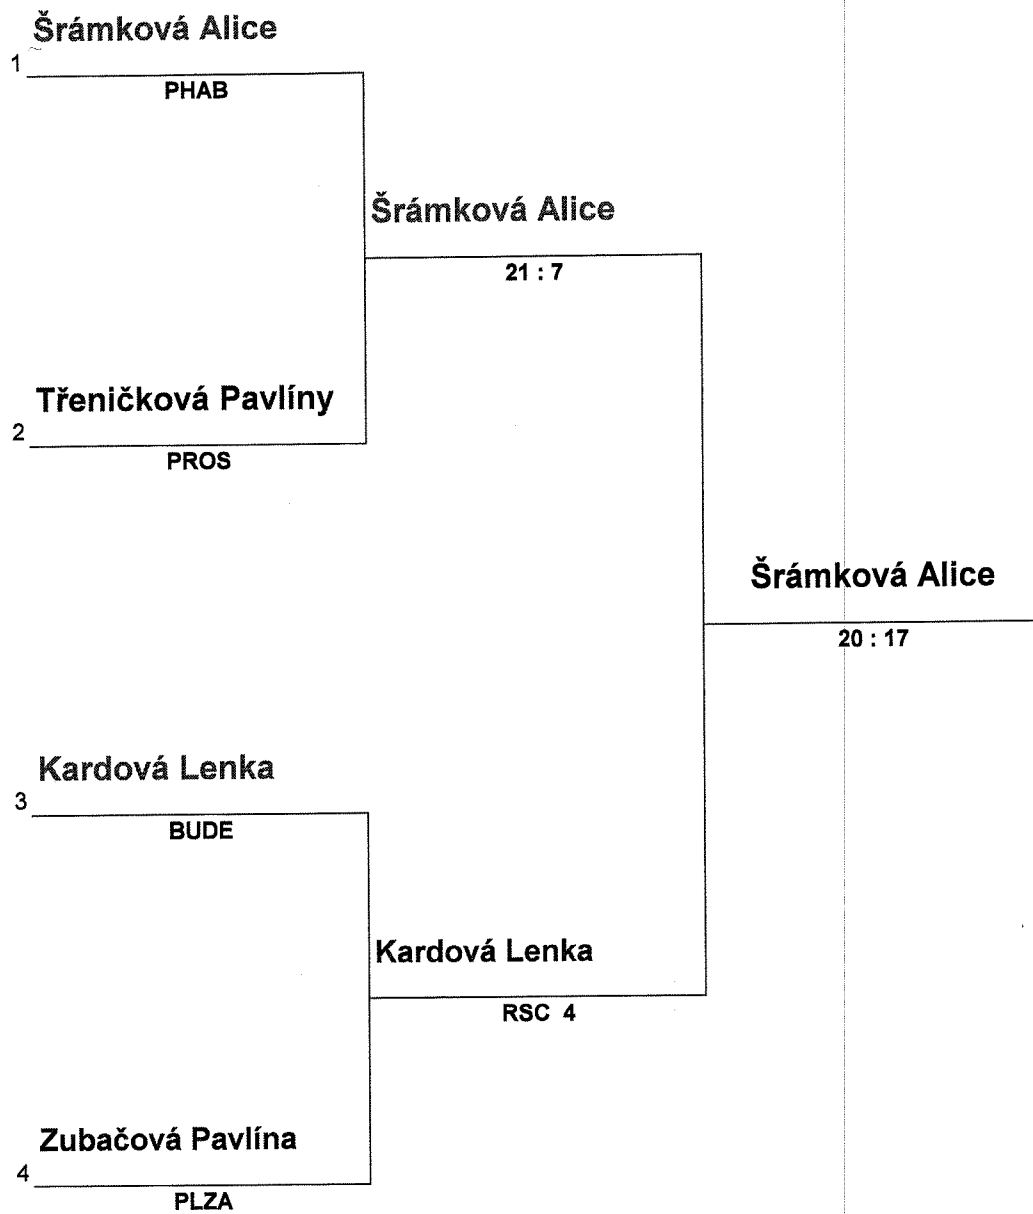 Šrámková Alice
1
PHAB
Šrámková Alice
21 : 7
Třeničková Pavlíny
2
PROS
Šrámková Alice
20 : 17
Kardová Lenka
3
BUDE
Kardová Lenka
RSC 4
Zubačová Pavlína
4
PLZA